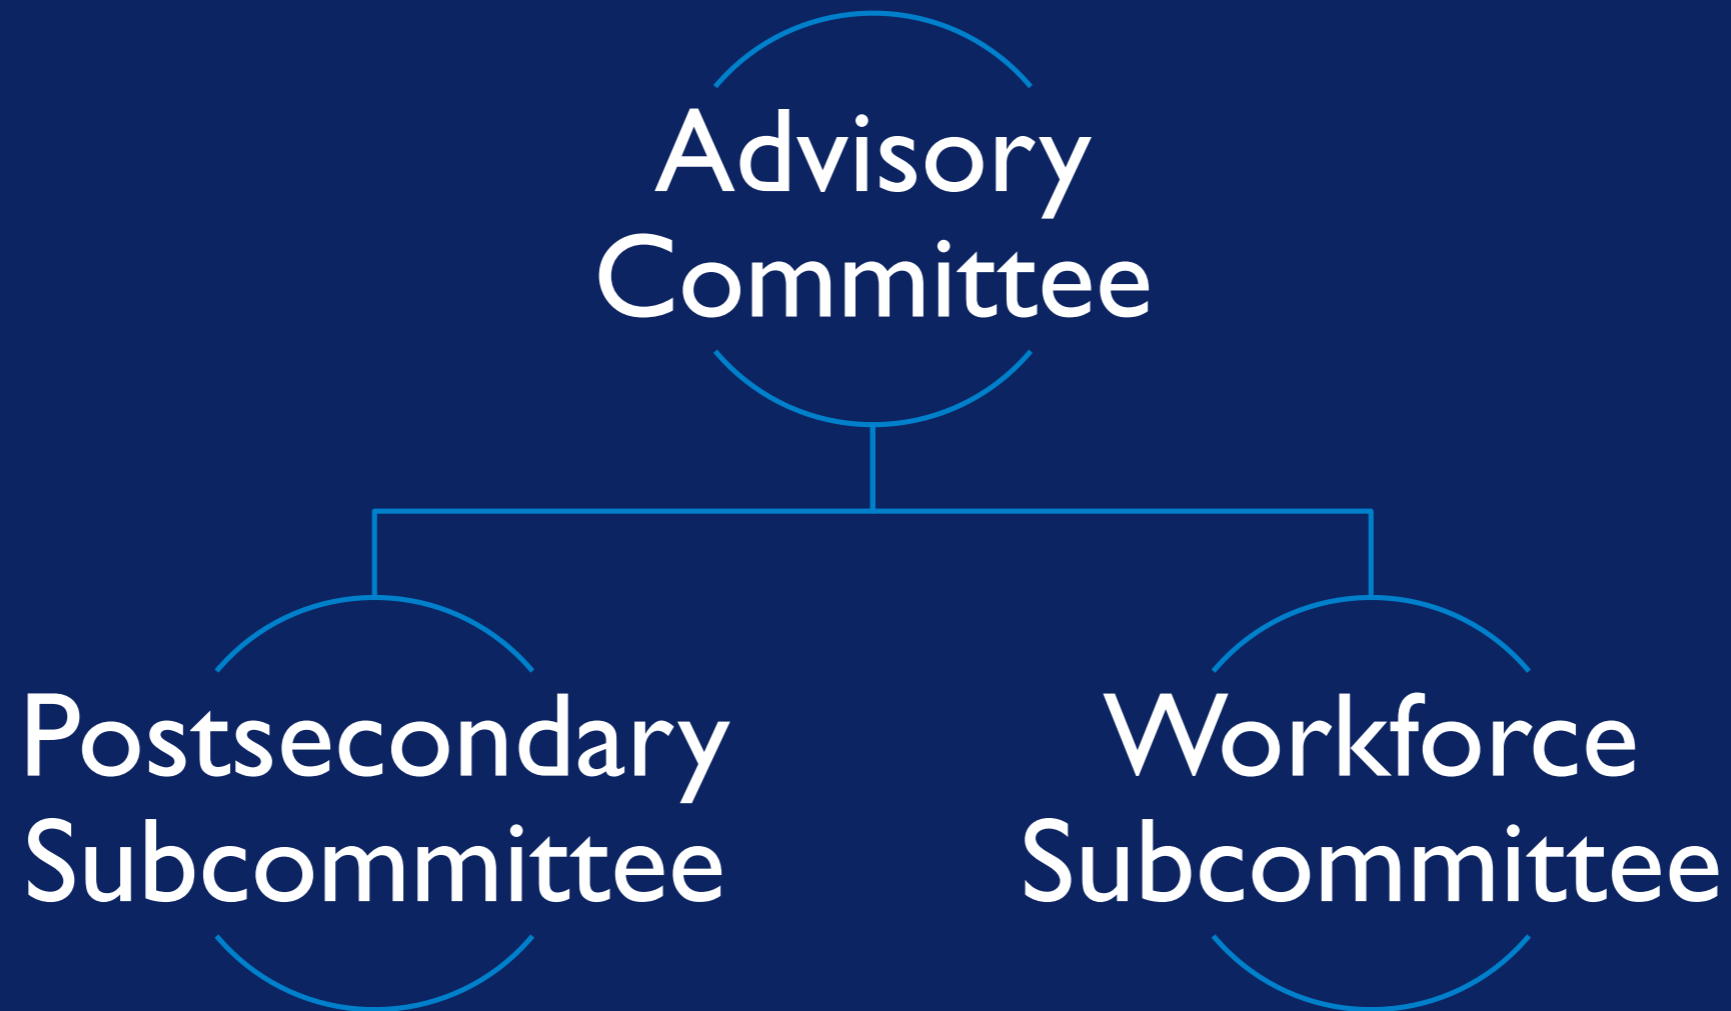 Advisory
Committee
Postsecondary
Subcommittee
Workforce
Subcommittee